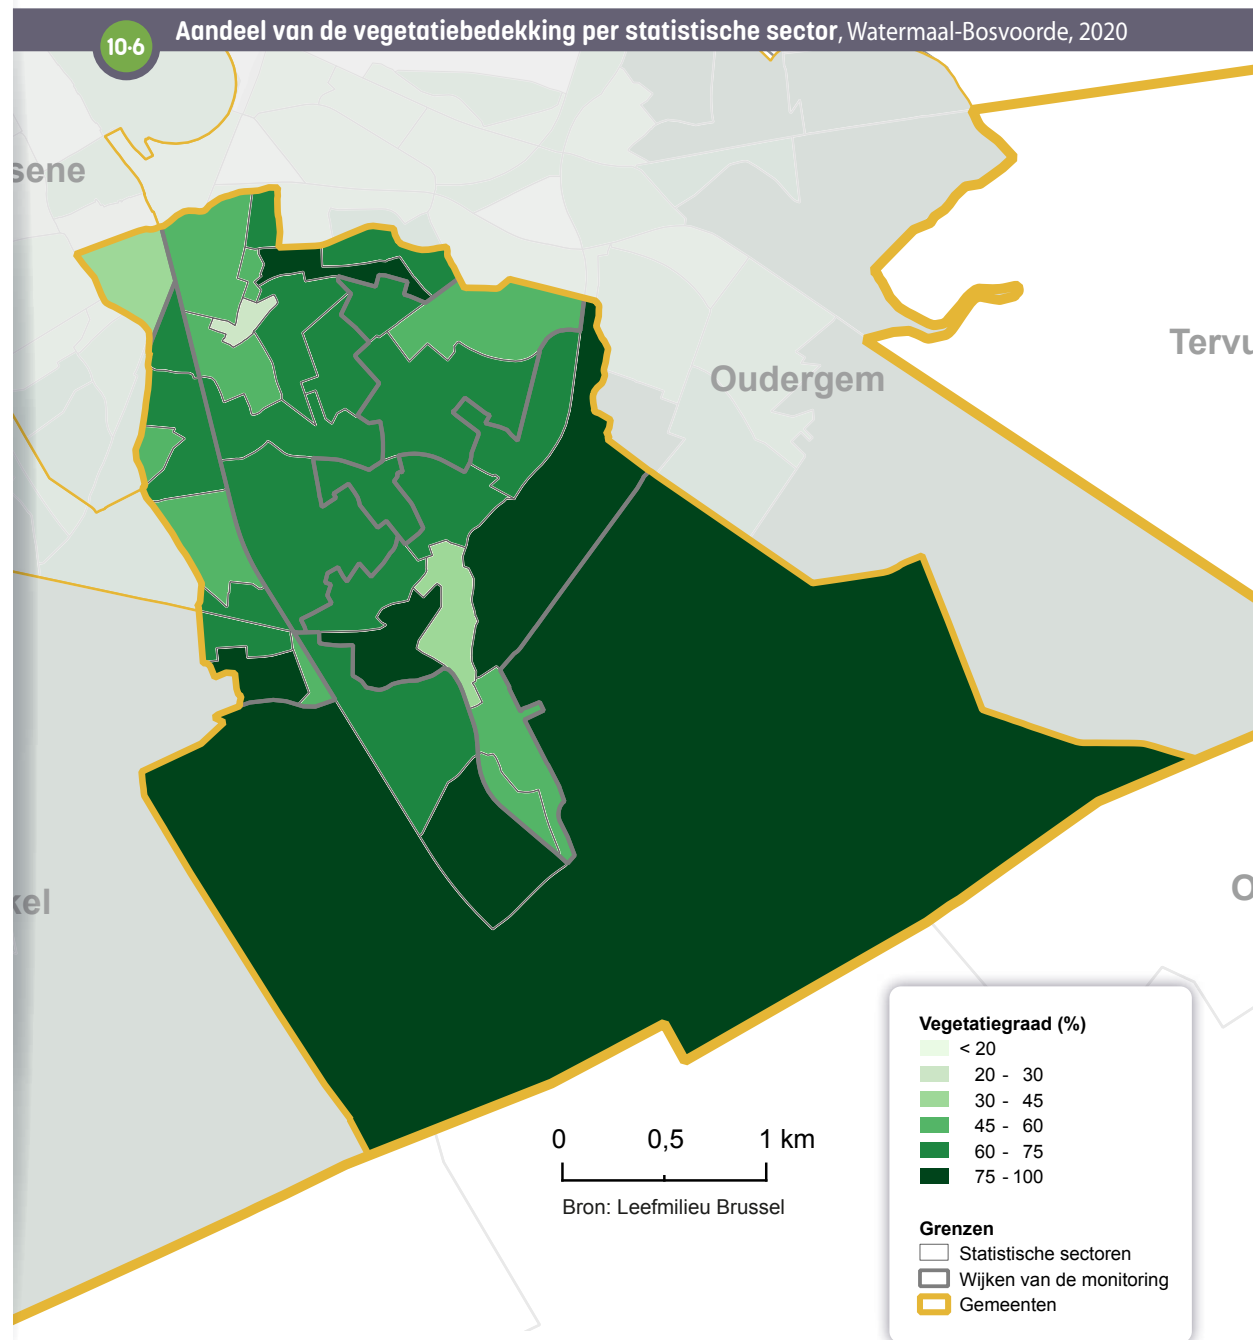 10·6
Aandeel van de vegetatiebedekking per statistische sector, Watermaal-Bosvoorde, 2020
sene
Oudergem
Tervu
kel
O
0 0,5 1 km
Bron: Leefmilieu Brussel
Vegetatiegraad (%)
< 20
20 - 30
30 - 45
45 - 60
60 - 75
75 - 100
Grenzen
Statistische sectoren
Wijken van de monitoring
Gemeenten